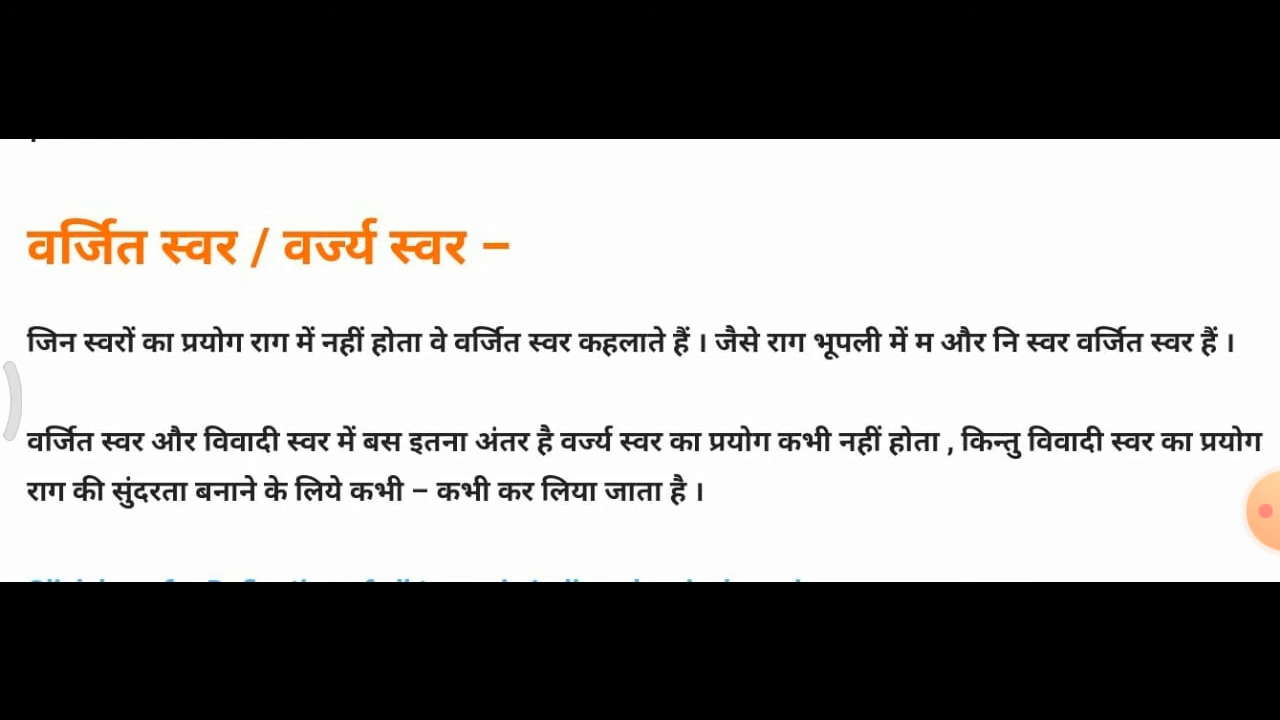 वर्जित स्वर / वर्ज्य स्वर –
जिन स्वरों का प्रयोग राग में नहीं होता वे वर्जित स्वर कहलाते हैं । जैसे राग भूपली में म और नि स्वर वर्जित स्वर हैं ।
वर्जित स्वर और विवादी स्वर में बस इतना अंतर है वर्ज्य स्वर का प्रयोग कभी नहीं होता , किन्तु विवादी स्वर का प्रयोग
राग की सुंदरता बनाने के लिये कभी – कभी कर लिया जाता है ।